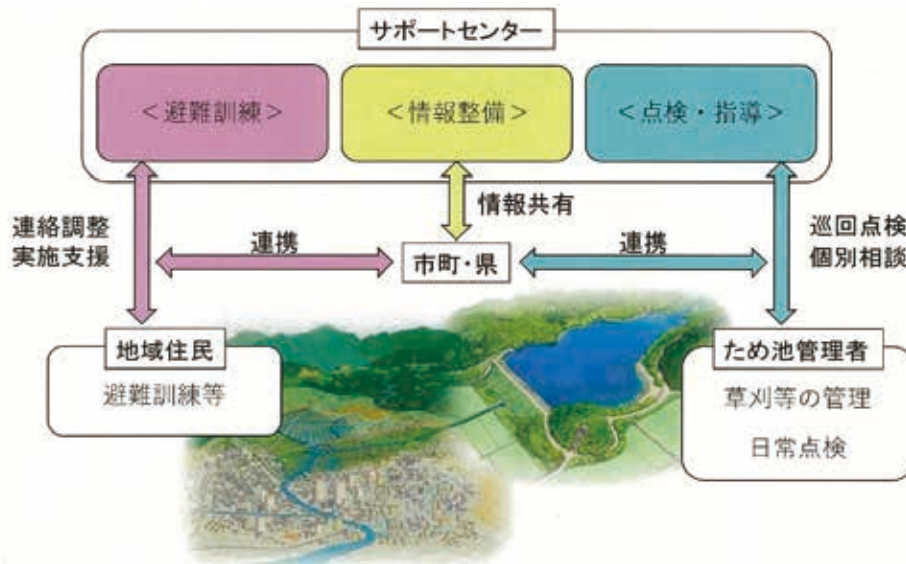 サポートセンター
＜避難訓練＞
＜情報整備＞
＜点検・指導＞
連絡調整
実施支援
情報共有
巡回点検
個別相談
連携
市町・県
連携
地域住民
避難訓練等
ため池管理者
草刈等の管理
日常点検